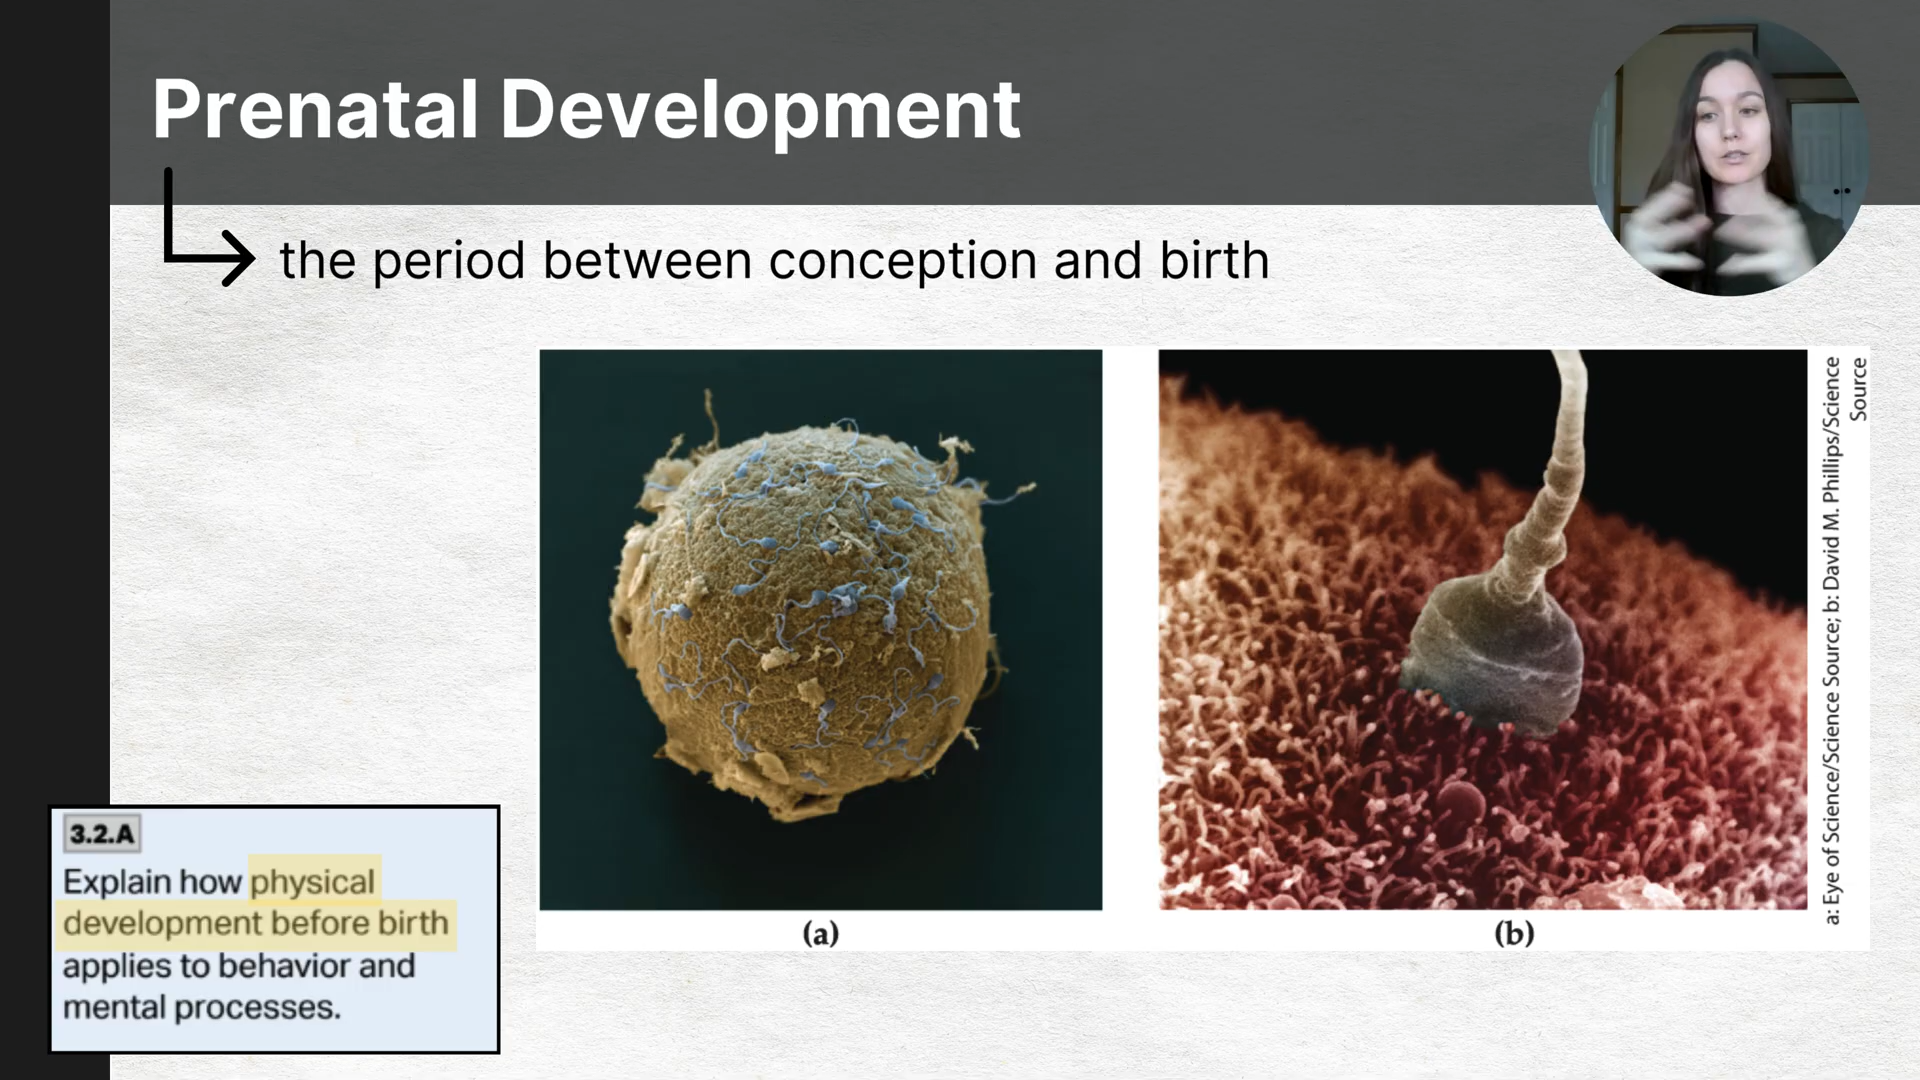 Prenatal Development
the period between conception and birth
a: Eye of Science/Science Source; b: David M. Phillips/Science
Source
(a)
(b)
3.2.A
Explain how physical
development before birth
applies to behavior and
mental processes.